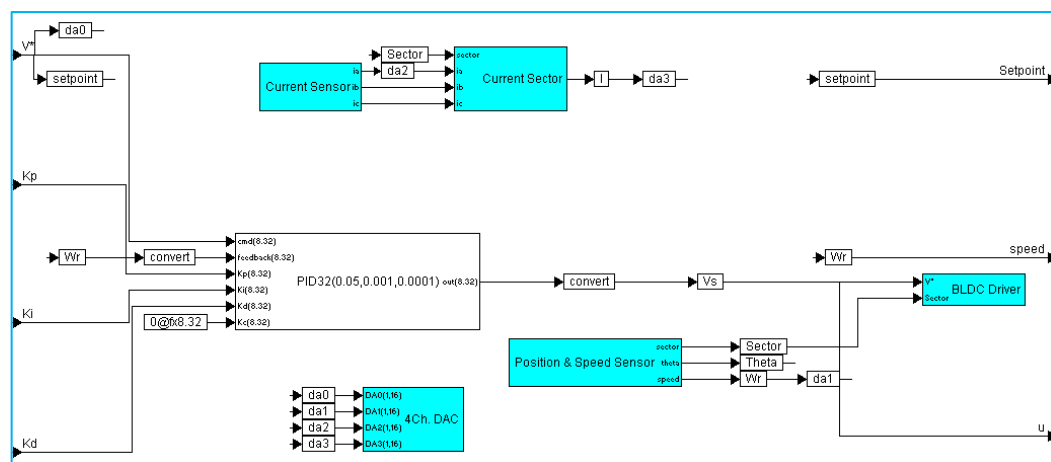 da0
V*
setpoint
Current Sensor
ia
ib
ic
Sector
da2
sector
ia
ib
ic
Current Sector
I
da3
setpoint
Setpoint
Kp
Wr
convert
cmd(8.32)
feedback(8.32)
Kp(8.32)
Ki(8.32)
Kd(8.32)
Kc(8.32)
PID32(0.05,0.001,0.0001)
out(8.32)
convert
Vs
Wr
speed
V*
Sector
BLDC Driver
Ki
0@fx8.32
Position & Speed Sensor
sector
theta
speed
Sector
Theta
Wr
da1
da0
da1
da2
da3
DA0(1,16)
DA1(1,16)
DA2(1,16)
DA3(1,16)
4Ch. DAC
Kd
u